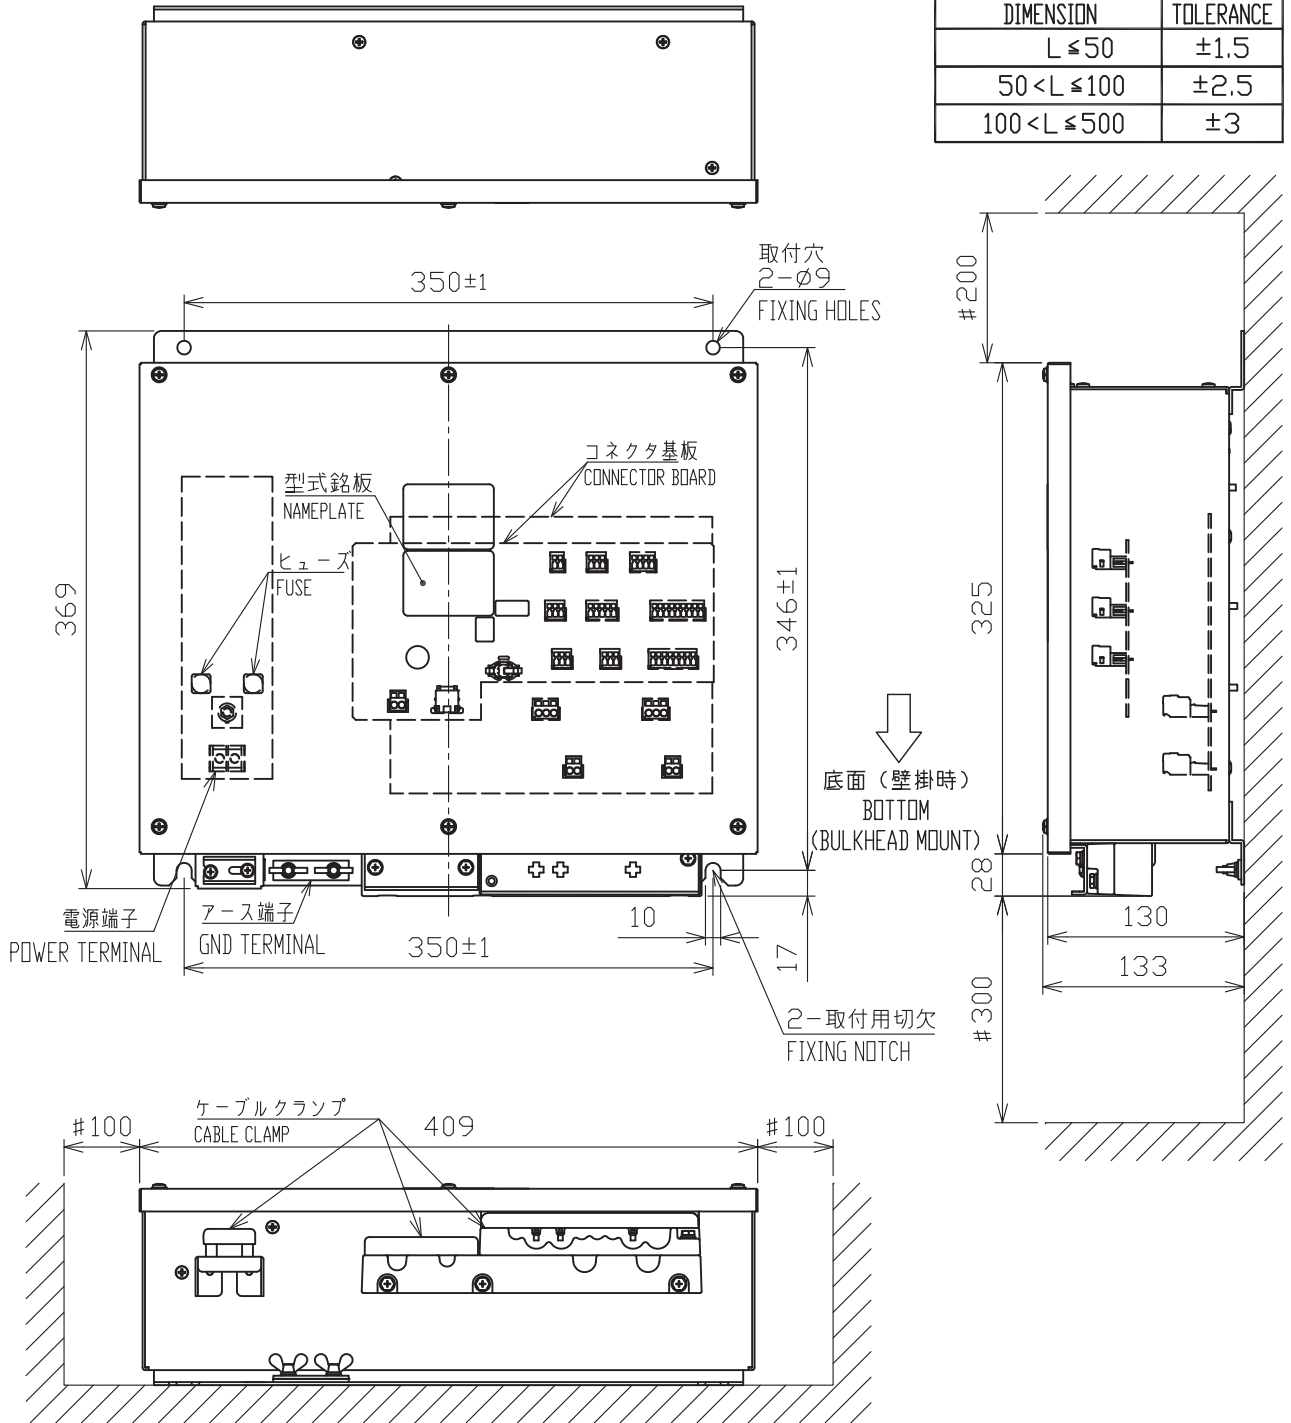 DIMENSION TOLERANCE
L≦50 ±1.5
50<L≦100 ±2.5
100<L≦500 ±3
取付穴
2-φ9
FIXING HOLES
350±1
#200
コネクタ基板
CONNECTOR BOARD
型式銘板
NAMEPLATE
ヒューズ
FUSE
369
346±1
325
底面（壁掛時）
BOTTOM
(BULKHEAD MOUNT)
28
電源端子
POWER TERMINAL
アース端子
GND TERMINAL
350±1
10
17
130
133
#300
2-取付用切欠
FIXING NOTCH
ケーブルクランプ
CABLE CLAMP
#100
409
#100